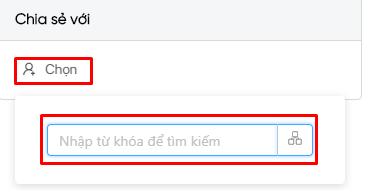 Chia sẻ với
Chọn
Nhập từ khóa để tìm kiếm